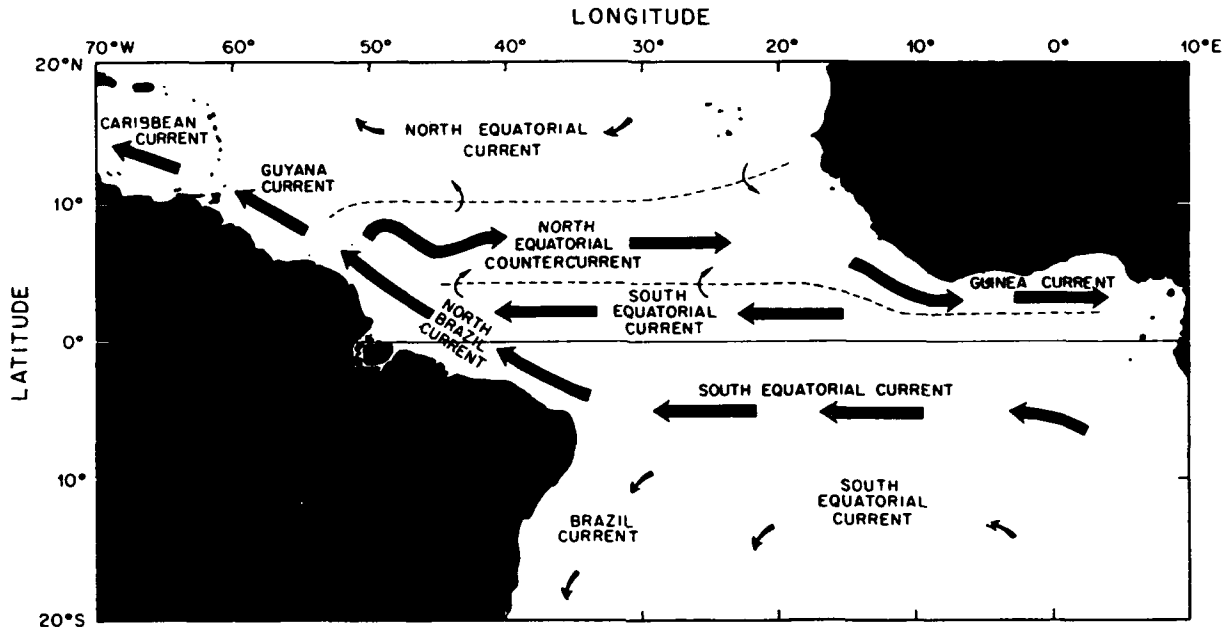 LONGITUDE
70°W 60° 50° 40° 30° 20° 10° 0° 10°E
20°N
CARIBBEAN
CURRENT
NORTH EQUATORIAL
CURRENT
GUYANA
CURRENT
10°
NORTH
EQUATORIAL
COUNTERCURRENT
GUINEA CURRENT
SOUTH
EQUATORIAL
CURRENT
NORTH
BRAZIL
CURRENT
0°
LATITUDE
SOUTH EQUATORIAL CURRENT
10°
SOUTH
EQUATORIAL
CURRENT
BRAZIL
CURRENT
20°S